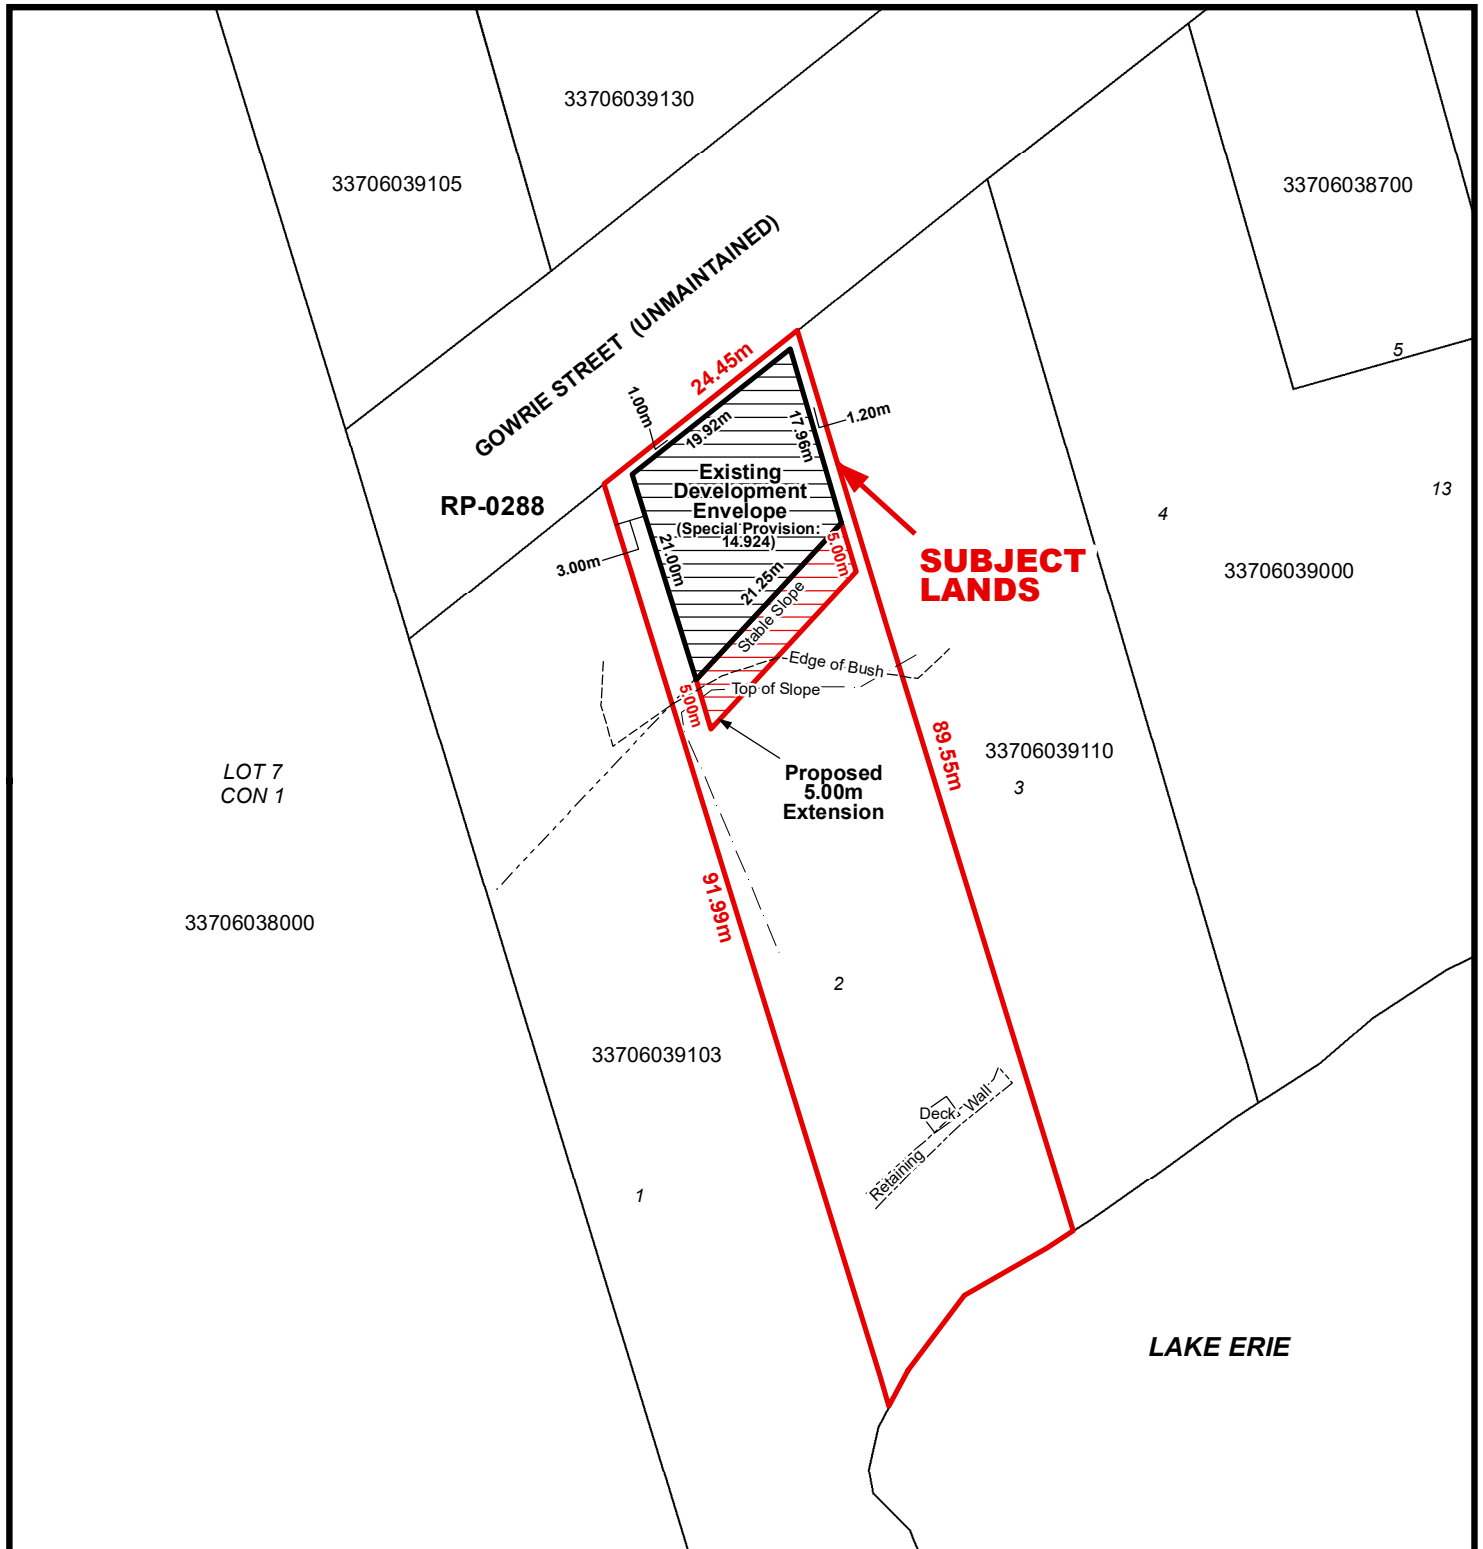 33706039130
33706039105
33706038700
GOWRIE STREET (UNMAINTAINED)
24.45m
5
1.00m
19.92m
17.96m
1.20m
RP-0288
Existing
Development
Envelope
(Special Provision:
14.924)
13
4
3.00m
21.00m
21.25m
5.00m
SUBJECT
LANDS
33706039000
Stable Slope
Edge of Bush
Top of Slope
5.00m
89.55m
33706039110
3
LOT 7
CON 1
Proposed
5.00m
Extension
91.99m
33706038000
2
33706039103
Deck
Retaining Wall
1
LAKE ERIE